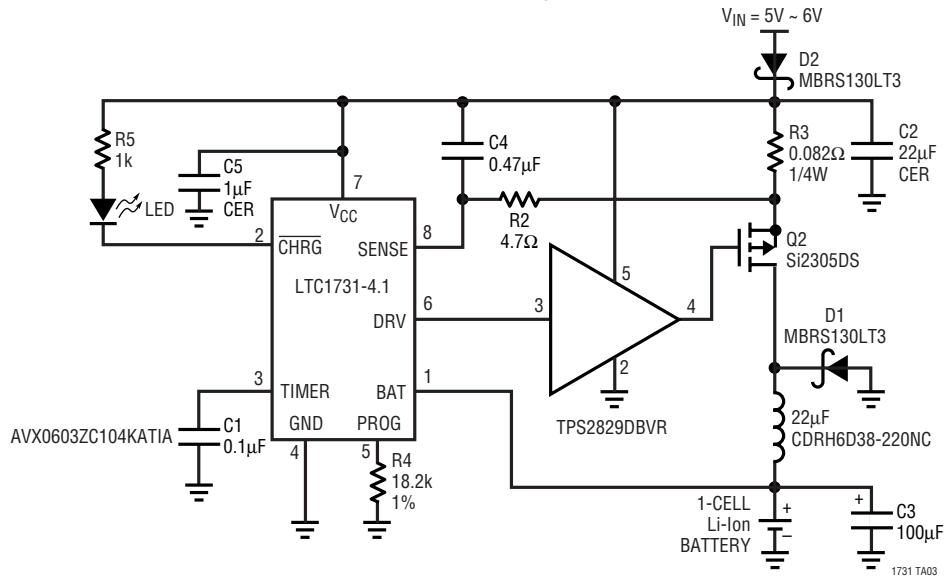 VIN = 5V ~ 6V
D2
MBRS130LT3
R5
1k
C5
1µF
CER
LED
7
VCC
C4
0.47µF
R3
0.082Ω
1/4W
C2
22µF
CER
R2
4.7Ω
2
CHRG
SENSE
8
Q2
Si2305DS
LTC1731-4.1
DRV
6
3
5
4
2
TPS2829DBVR
D1
MBRS130LT3
3
TIMER
BAT
1
AVX0603ZC104KATIA
C1
0.1µF
GND
PROG
4
5
R4
18.2k
1%
22µF
CDRH6D38-220NC
1-CELL
Li-Ion
BATTERY
+
–
+
C3
100µF
1731 TA03